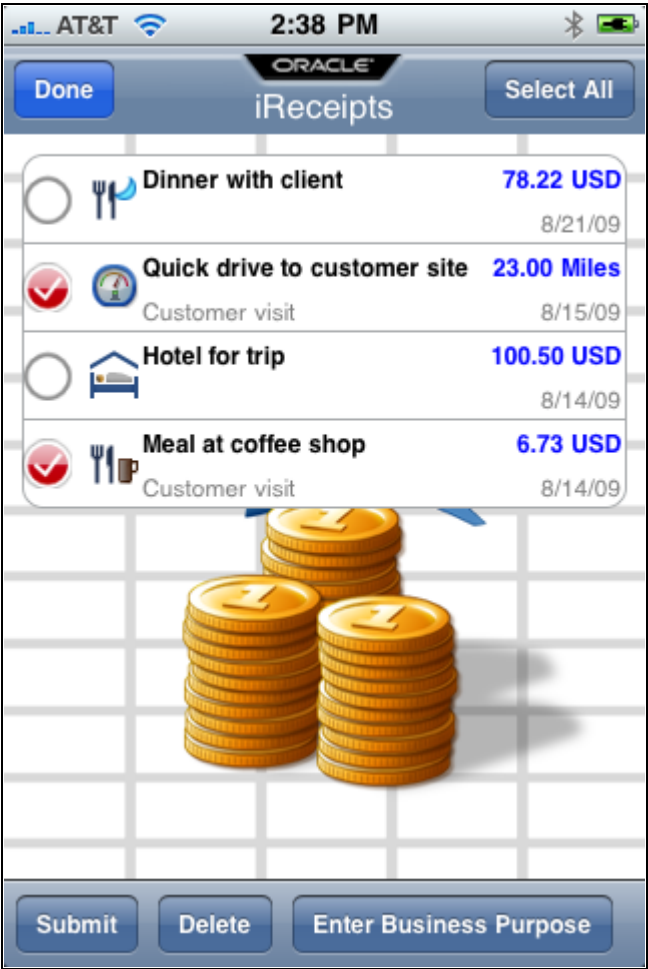 AT&T 2:38 PM
ORACLE
Done iReceipts Select All
Dinner with client 78.22 USD
8/21/09
Quick drive to customer site 23.00 Miles
Customer visit 8/15/09
Hotel for trip 100.50 USD
8/14/09
Meal at coffee shop 6.73 USD
Customer visit 8/14/09
1
1
1
Submit Delete Enter Business Purpose